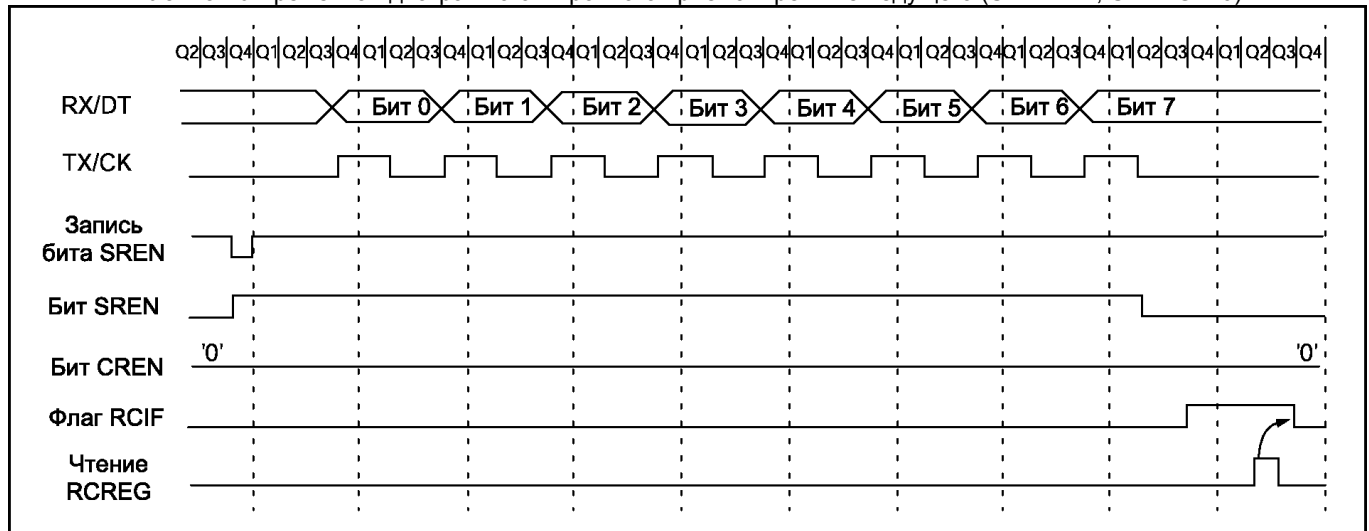 Q2|Q3|Q4|Q1|Q2|Q3|Q4|Q1|Q2|Q3|Q4|Q1|Q2|Q3|Q4|Q1|Q2|Q3|Q4|Q1|Q2|Q3|Q4|Q1|Q2|Q3|Q4|Q1|Q2|Q3|Q4|Q1|Q2|Q3|Q4|Q1|Q2|Q3|Q4|Q1|Q2|Q3|Q4|
RX/DT Бит 0 Бит 1 Бит 2 Бит 3 Бит 4 Бит 5 Бит 6 Бит 7
TX/CK
Запись
бита SREN
Бит SREN
Бит CREN '0' '0'
Флаг RCIF
Чтение
RCREG